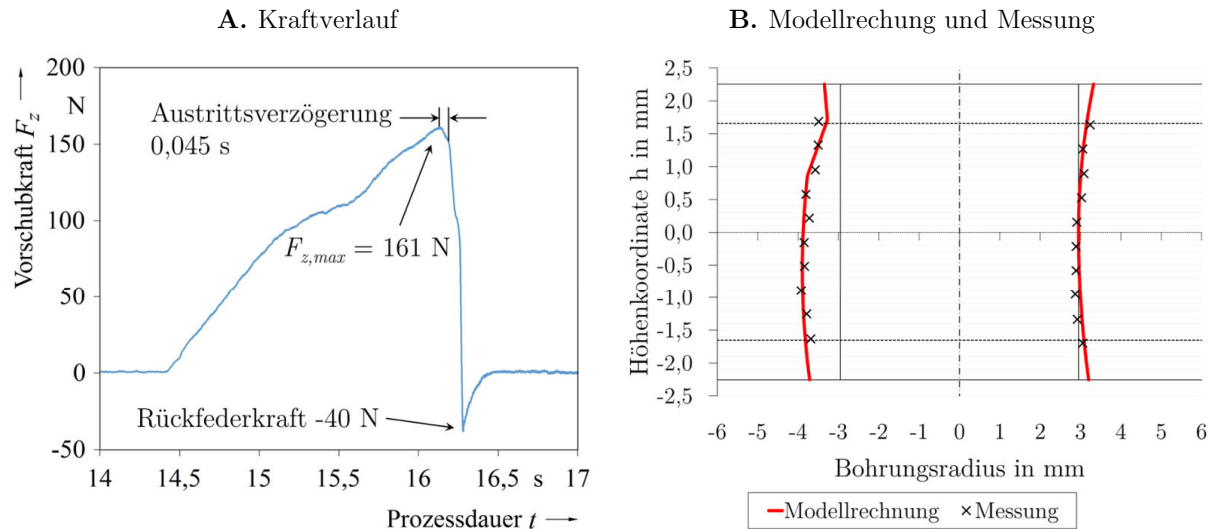 A. Kraftverlauf
Vorschubkraft F_z
200
N
150
100
50
0
-50
Austrittsverzögerung
0,045 s
F_z,max = 161 N
Rückfederkraft -40 N
14 14,5 15 15,5 16 16,5 s 17
Prozessdauer t
B. Modellrechung und Messung
Höhenkoordinate h in mm
2,5
2,0
1,5
1,0
0,5
0,0
-0,5
-1,0
-1,5
-2,0
-2,5
-6 -5 -4 -3 -2 -1 0 1 2 3 4 5 6
Bohrungsradius in mm
Modellrechnung × Messung